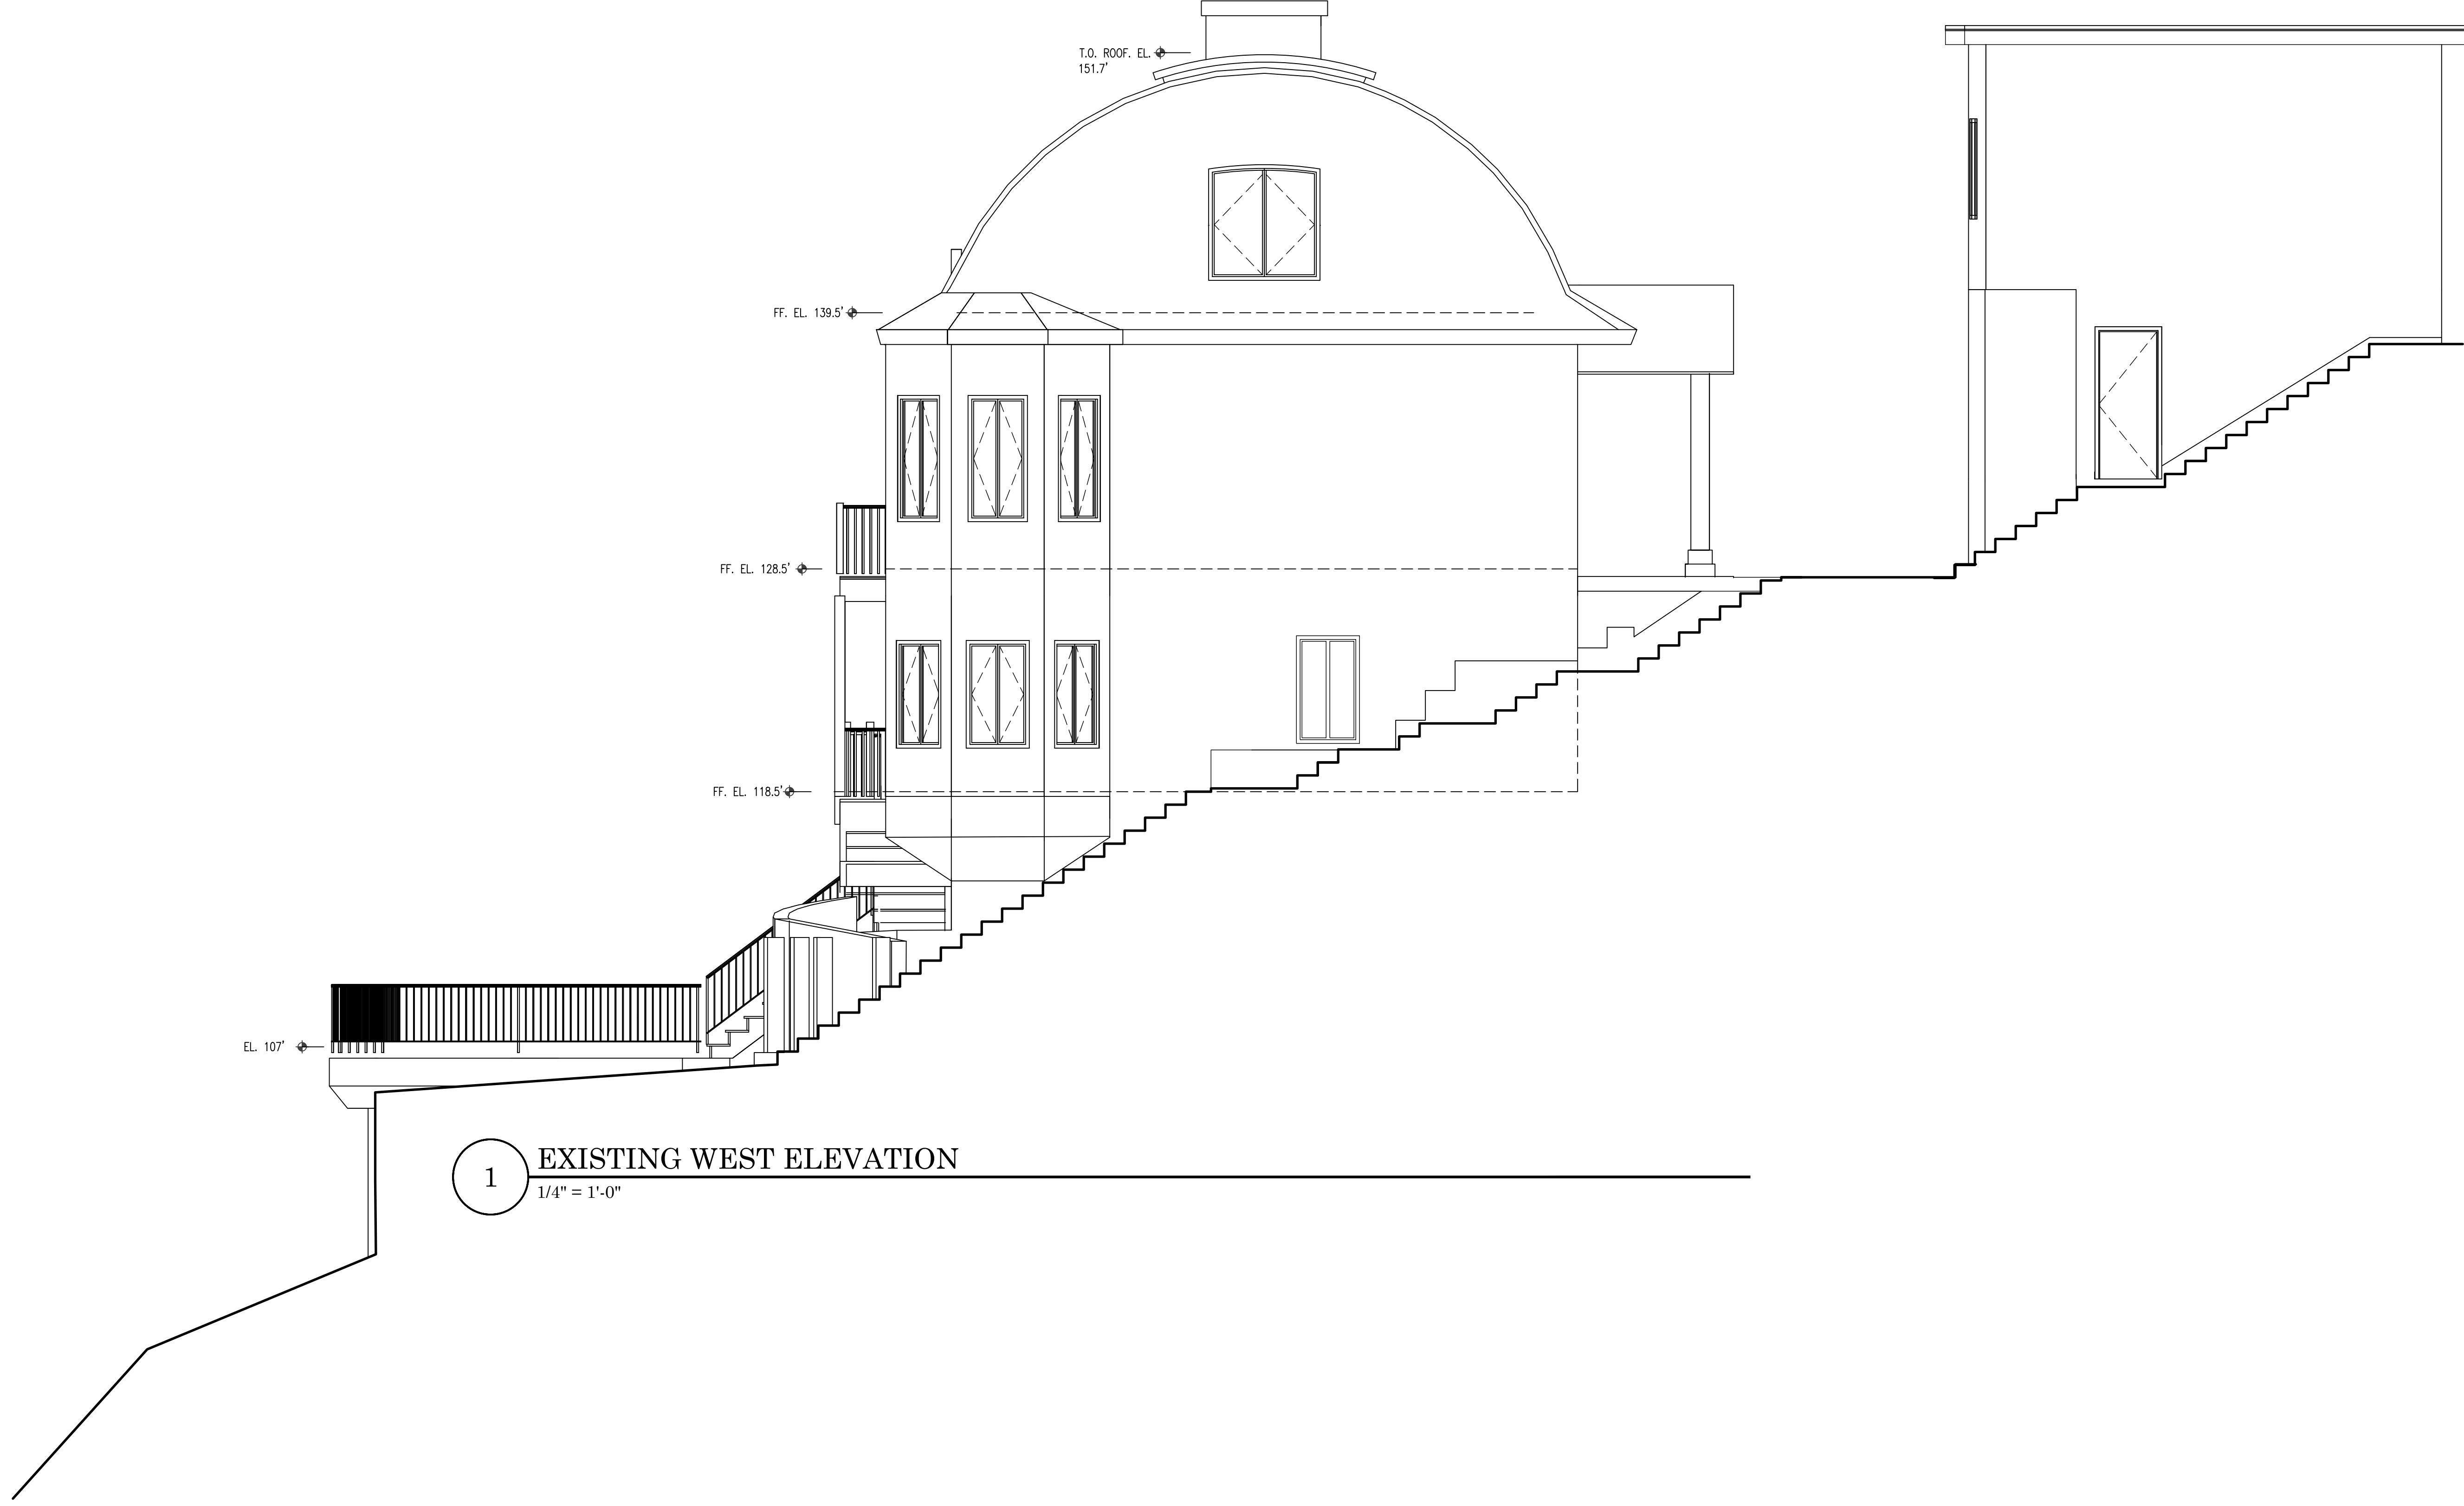 T.O. ROOF. EL.
151.7'
FF. EL. 139.5'
FF. EL. 128.5'
FF. EL. 118.5'
EL. 107'
1 EXISTING WEST ELEVATION
1/4" = 1'-0"